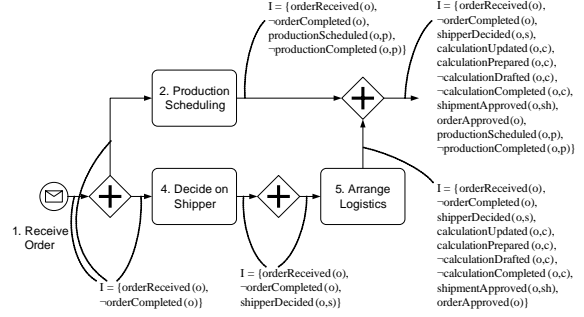 I = {orderReceived(o),
¬orderCompleted(o),
productionScheduled(o,p),
¬productionCompleted(o,p)}
I = {orderReceived(o),
¬orderCompleted(o),
shipperDecided(o,s),
calculationUpdated(o,c),
calculationPrepared(o,c),
¬calculationDrafted(o,c),
¬calculationCompleted(o,c),
shipmentApproved(o,sh),
orderApproved(o),
productionScheduled(o,p),
¬productionCompleted(o,p)}
2. Production
Scheduling
1. Receive
Order
4. Decide on
Shipper
5. Arrange
Logistics
I = {orderReceived(o),
¬orderCompleted(o)}
I = {orderReceived(o),
¬orderCompleted(o),
shipperDecided(o,s)}
I = {orderReceived(o),
¬orderCompleted(o),
shipperDecided(o,s),
calculationUpdated(o,c),
calculationPrepared(o,c),
¬calculationDrafted(o,c),
¬calculationCompleted(o,c),
shipmentApproved(o,sh),
orderApproved(o)}